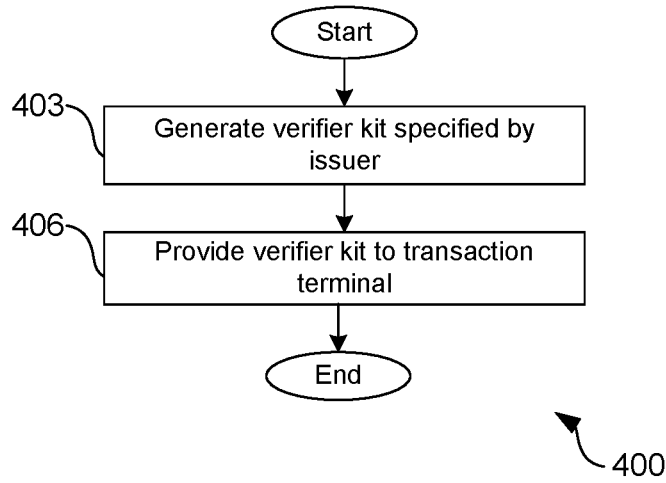 Start
403
Generate verifier kit specified by
issuer
406
Provide verifier kit to transaction
terminal
End
400